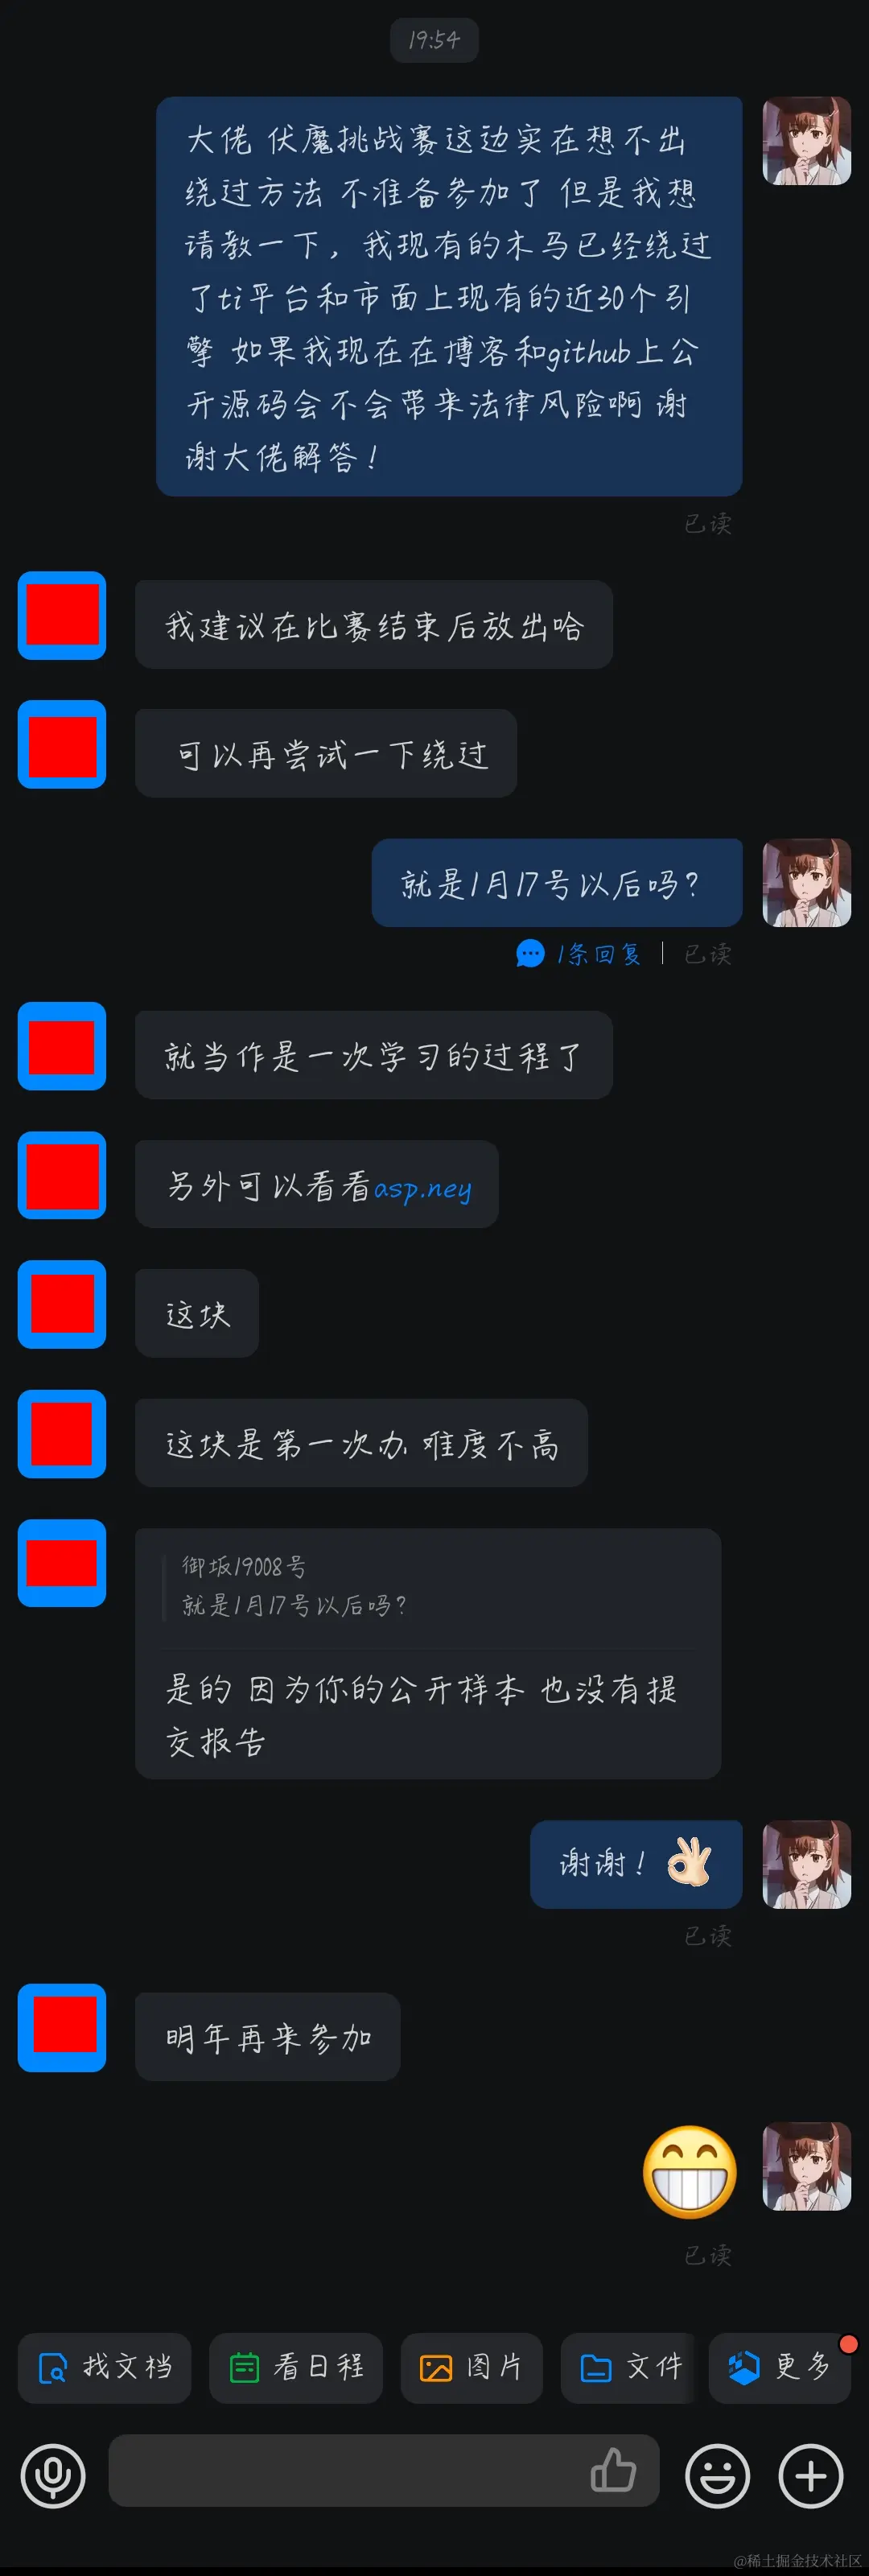 19:54
大佬 伏魔挑战赛这边实在想不出
绕过方法 不准备参加了 但是我想
请教一下，我现有的木马已经绕过
了ti平台和市面上现有的近30个引
擎 如果我现在在博客和github上公
开源码会不会带来法律风险啊 谢
谢大佬解答！
已读
我建议在比赛结束后放出哈
可以再尝试一下绕过
就是1月17号以后吗？
1条回复
已读
就当作是一次学习的过程了
另外可以看看asp.ney
这块
这块是第一次办 难度不高
御坂19008号
就是1月17号以后吗？
是的 因为你的公开样本 也没有提
交报告
谢谢！
已读
明年再来参加
已读
找文档
看日程
图片
文件
更多
@稀土掘金技术社区